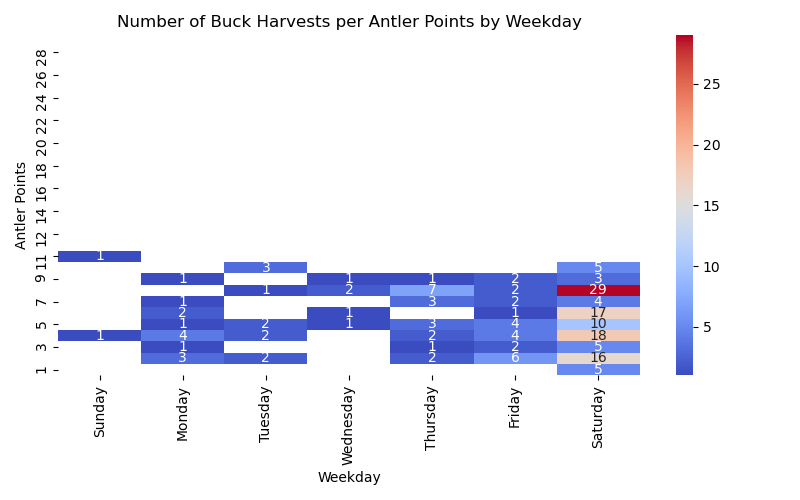 Number of Buck Harvests per Antler Points by Weekday
28
26
24
22
20
18
16
14
12
11
9
7
5
3
1
Antler Points
1
3 5
1 1 1 2 3
1 2 7 29
1 3 2 4
2 1 1 17
1 2 1 3 4 10
1 4 2 2 4 18
1 1 2 5
3 2 2 6 16
5
Sunday
Monday
Tuesday
Wednesday
Thursday
Friday
Saturday
Weekday
25
20
15
10
5